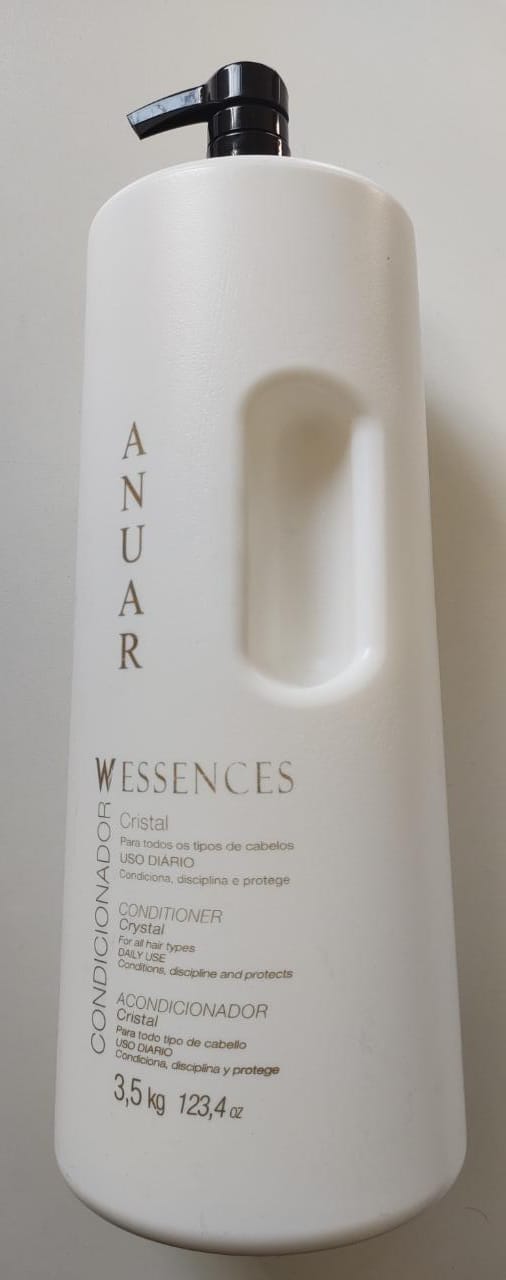 ANUAR
WESSENCES
CONDICIONADOR
Cristal
Para todos os tipos de cabelos
USO DIÁRIO
Condiciona, disciplina e protege
CONDITIONER
Crystal
For all hair types
DAILY USE
Conditions, discipline and protects
ACONDICIONADOR
Cristal
Para todo tipo de cabello
USO DIARIO
Condiciona, disciplina y protege
3,5 kg 123,4 oz